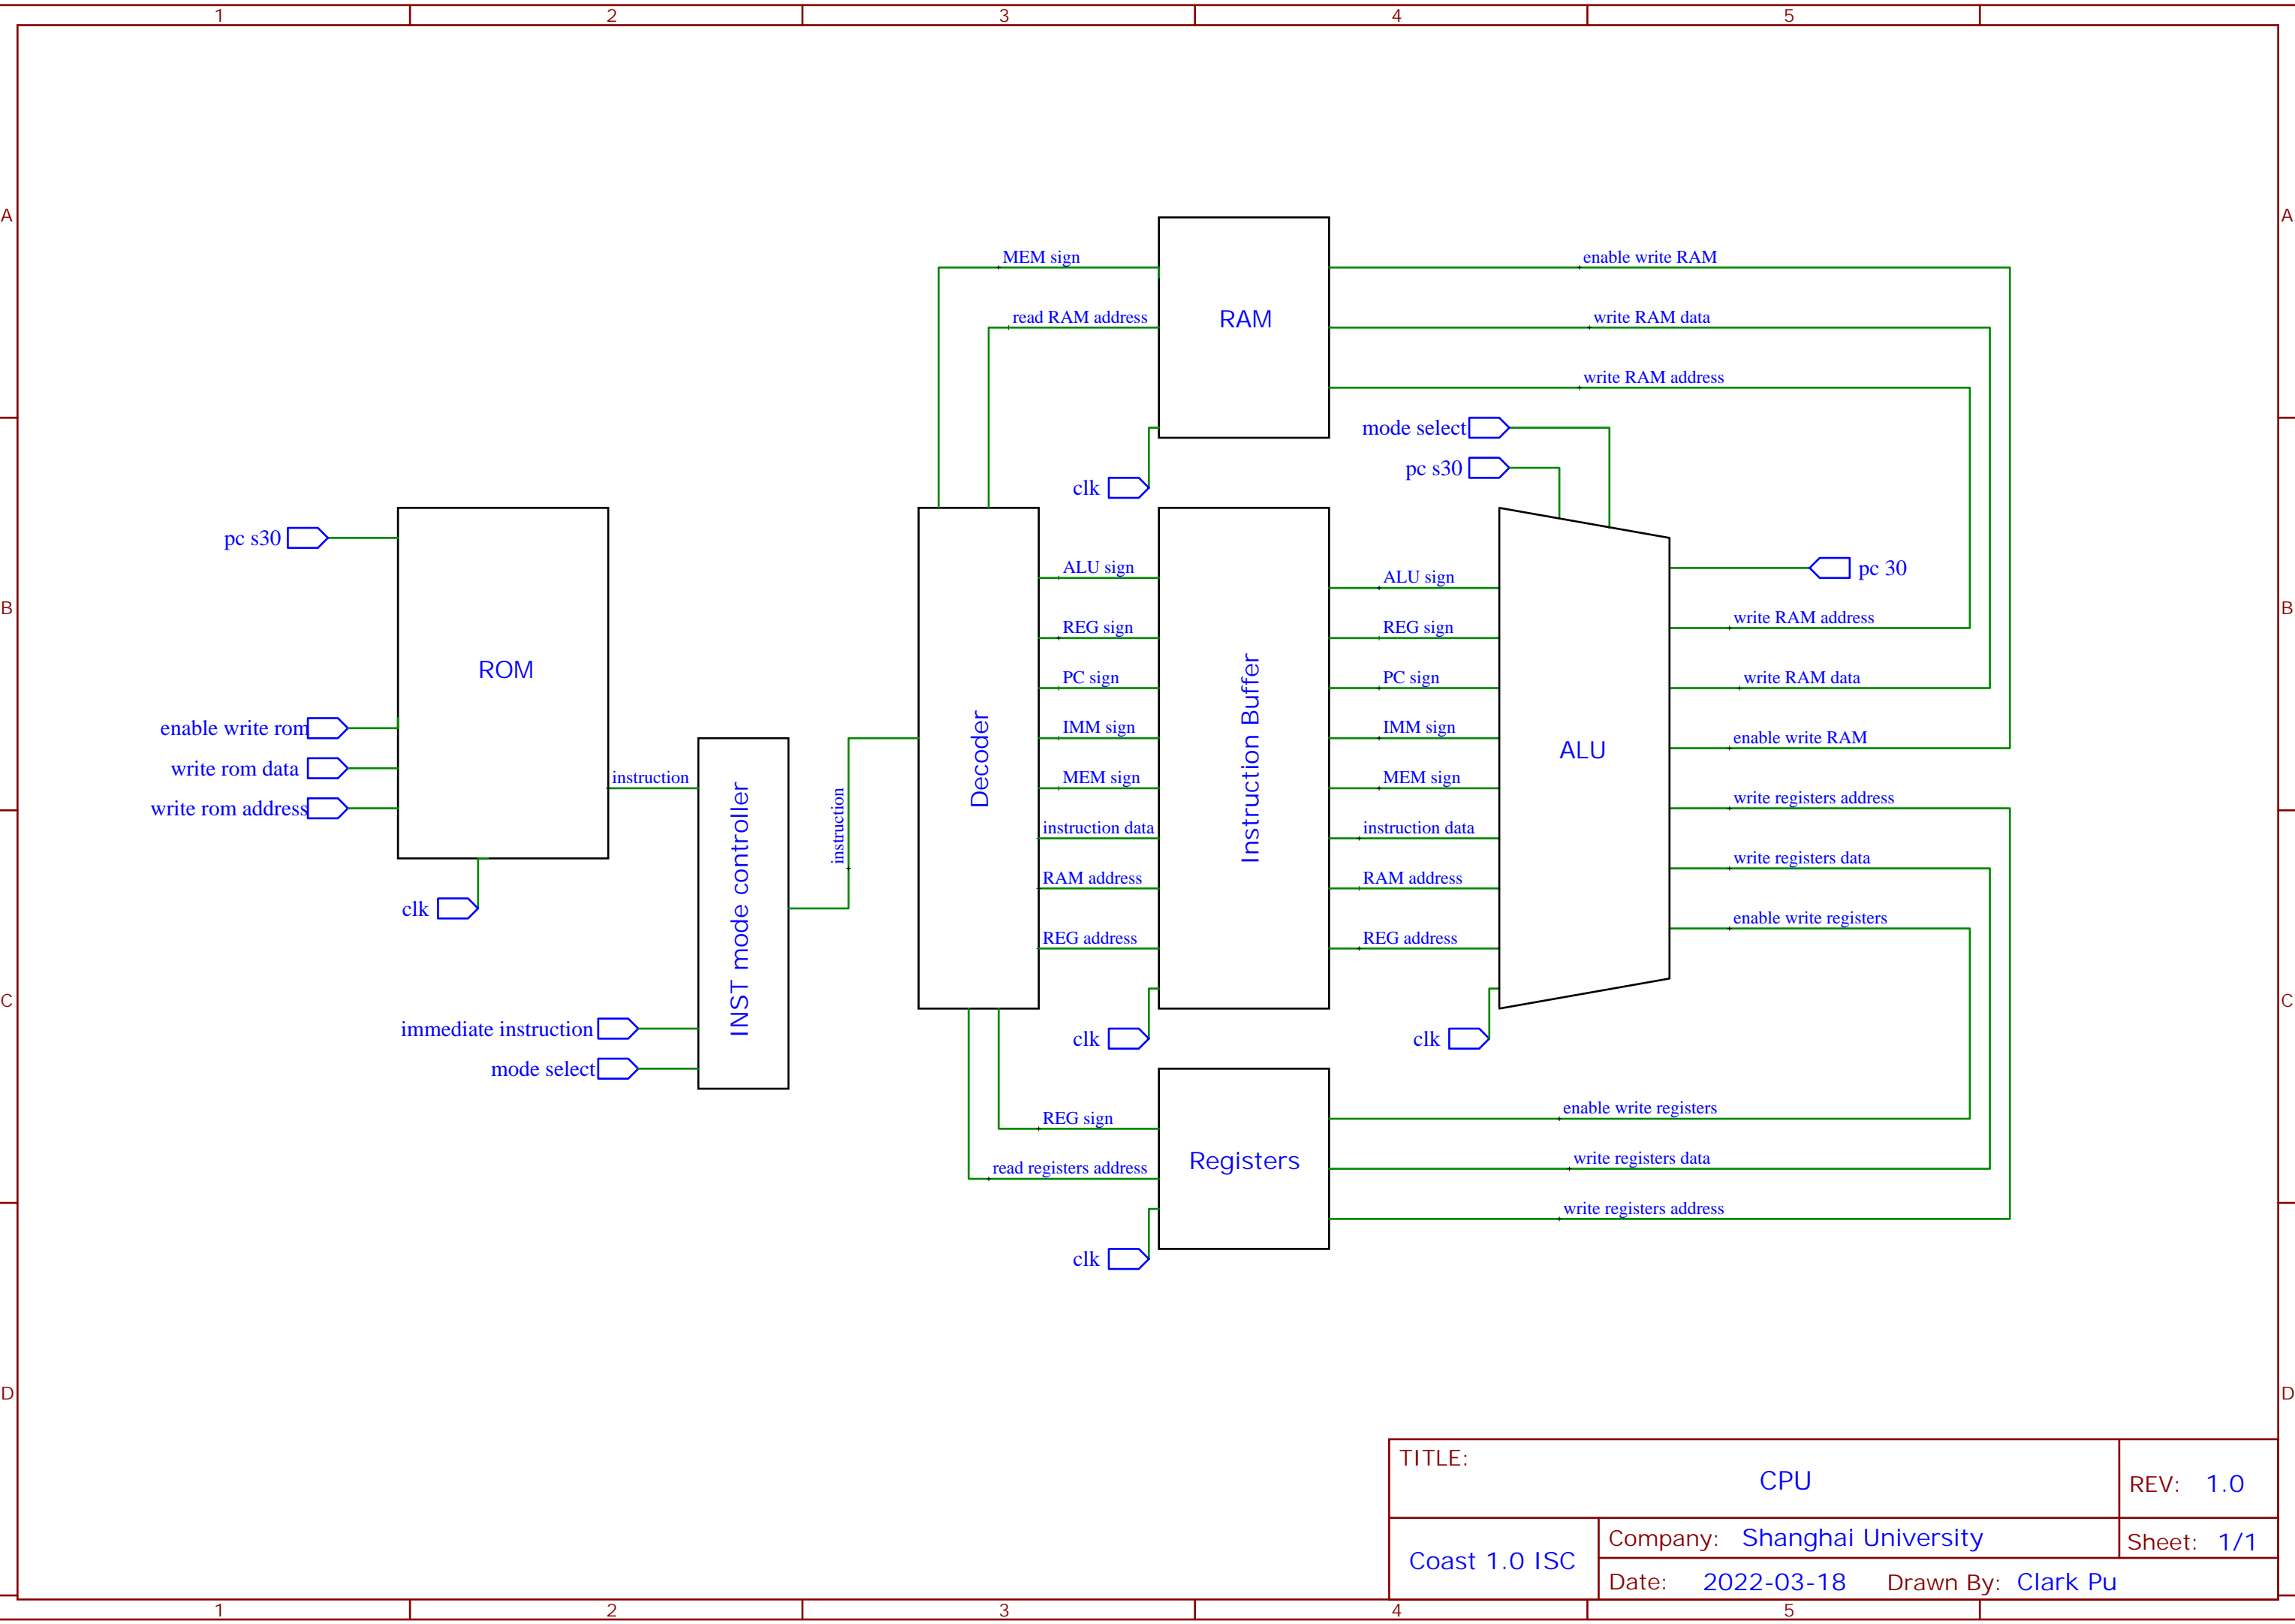 1 2 3 4 5
A A
MEM sign enable write RAM
read RAM address RAM write RAM data
write RAM address
mode select
pc s30
clk
pc s30
ALU sign ALU sign pc 30
B REG sign REG sign write RAM address B
ROM PC sign PC sign write RAM data
enable write rom IMM sign IMM sign enable write RAM
write rom data instruction MEM sign MEM sign
write rom address write registers address
Decoder
Instruction Buffer
ALU
INST mode controller
instruction
instruction data instruction data
RAM address RAM address write registers data
clk
REG address REG address enable write registers
C C
immediate instruction clk clk
mode select
REG sign enable write registers
read registers address Registers write registers data
write registers address
clk
D D
TITLE:
CPU
REV: 1.0
Coast 1.0 ISC
Company: Shanghai University
Sheet: 1/1
Date: 2022-03-18 Drawn By: Clark Pu
1 2 3 4 5